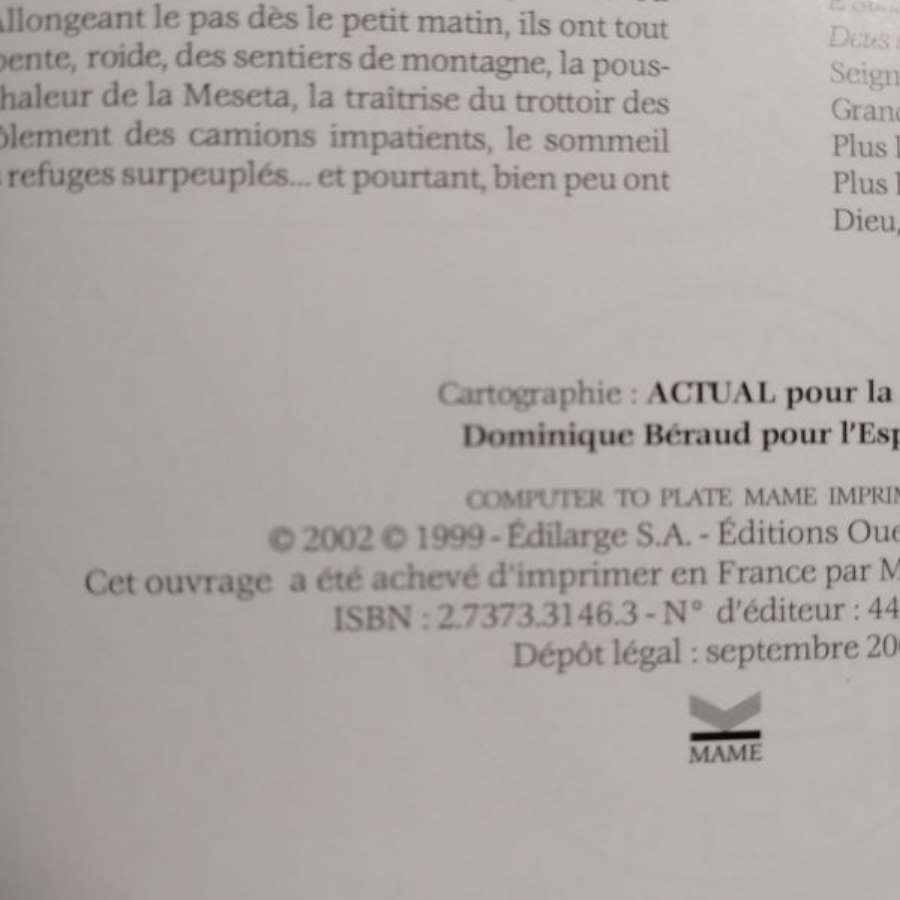 Allongeant le pas dès le petit matin, ils ont tout
pente, roide, des sentiers de montagne, la pous-
haleur de la Meseta, la traîtrise du trottoir des
ôlement des camions impatients, le sommeil
refuges surpeuplés... et pourtant, bien peu ont
Deus
Seign
Grand
Plus
Plus
Dieu,
Cartographie : ACTUAL pour la
Dominique Béraud pour l'Esp
COMPUTER TO PLATE MAME IMPRIM
© 2002 © 1999 - Édilarge S.A. - Éditions Oue
Cet ouvrage a été achevé d'imprimer en France par M
ISBN : 2.7373.3146.3 - N° d'éditeur : 44
Dépôt légal : septembre 20
MAME